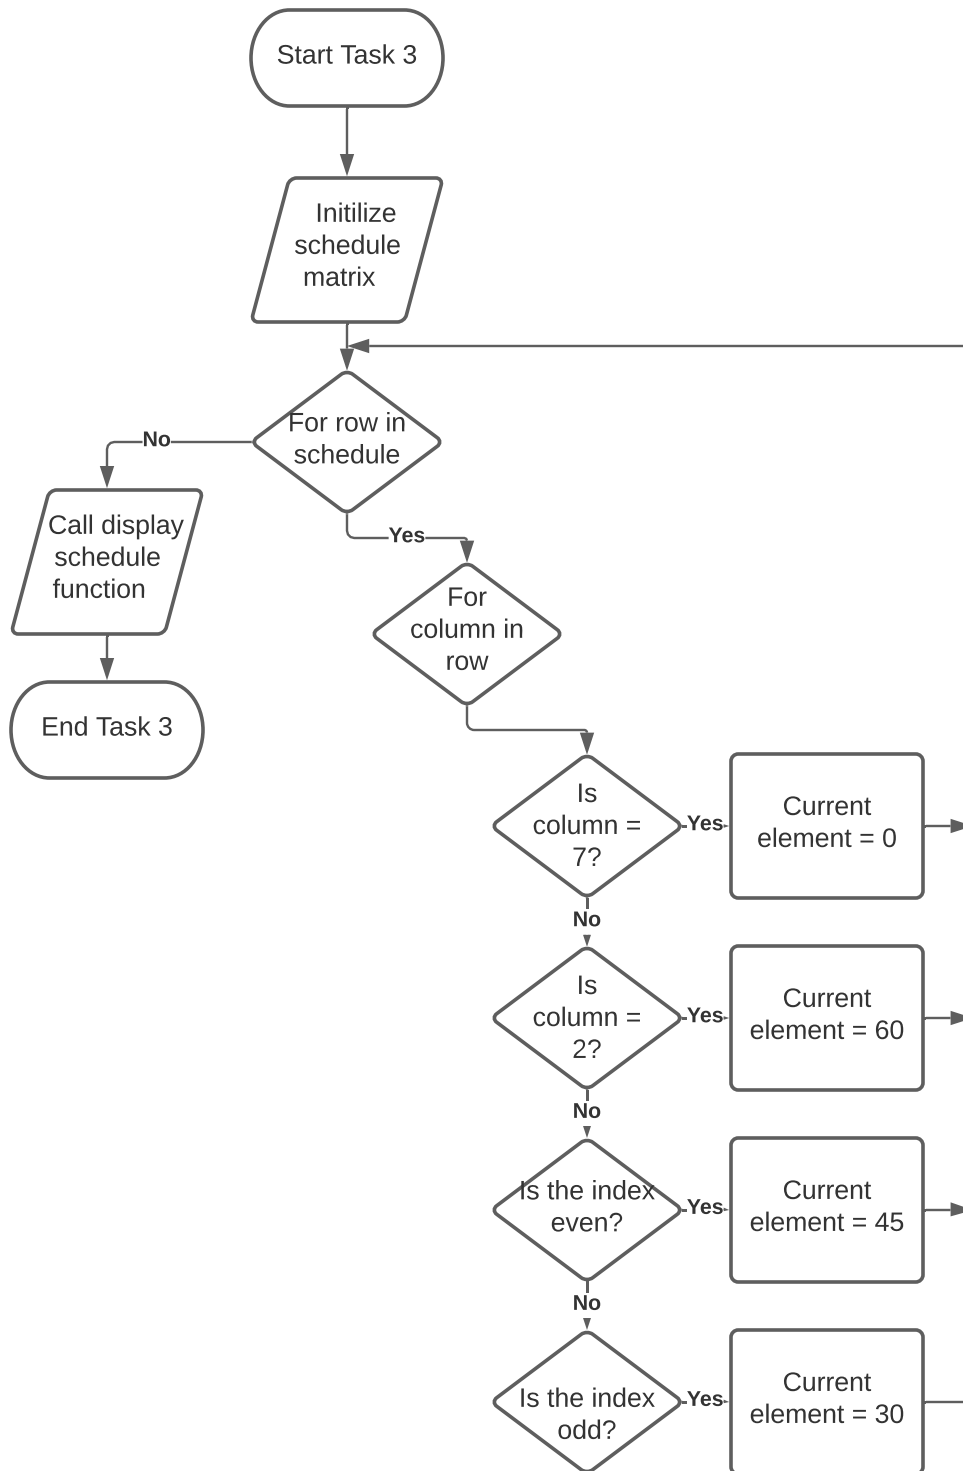 Start Task 3
Initilize
schedule
matrix
For row in
schedule
No
Call display
schedule
function
End Task 3
Yes
For
column in
row
Is
column =
7?
Yes
Current
element = 0
No
Is
column =
2?
Yes
Current
element = 60
No
Is the index
even?
Yes
Current
element = 45
No
Is the index
odd?
Yes
Current
element = 30